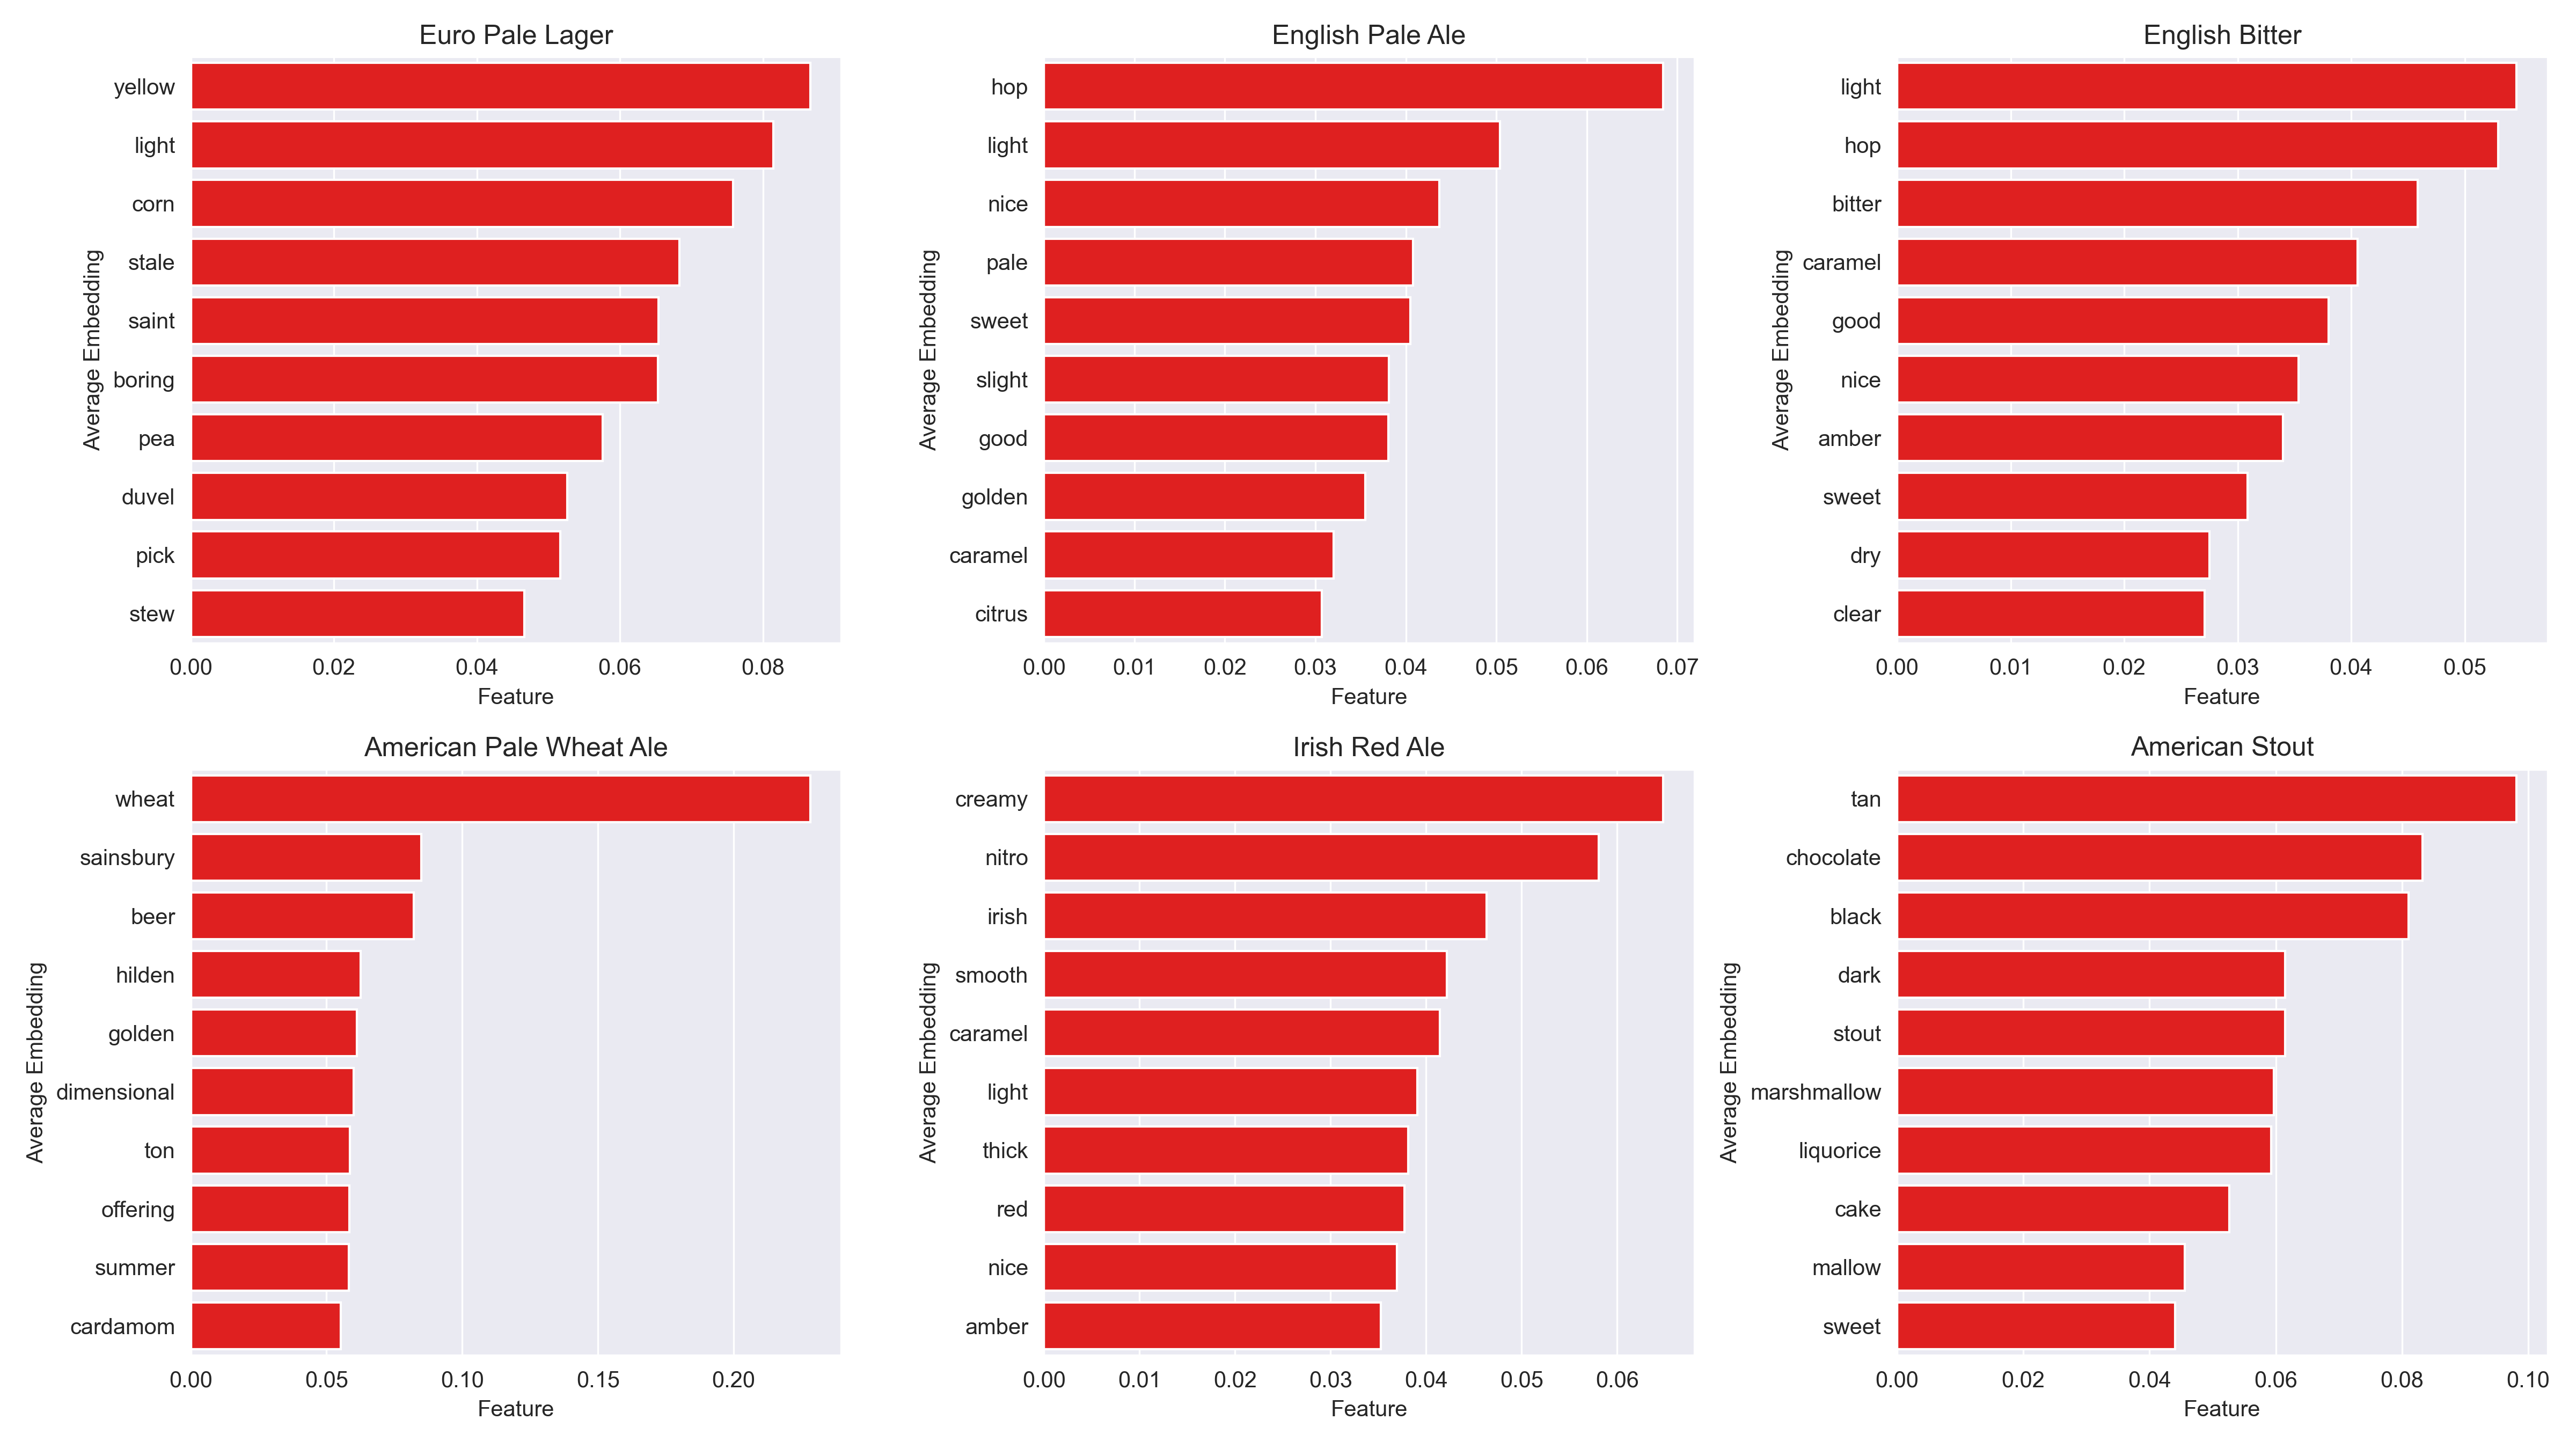 Euro Pale Lager
yellow
light
corn
stale
saint
boring
pea
duvel
pick
stew
Average Embedding
0.00 0.02 0.04 0.06 0.08
Feature
English Pale Ale
hop
light
nice
pale
sweet
slight
good
golden
caramel
citrus
Average Embedding
0.00 0.01 0.02 0.03 0.04 0.05 0.06 0.07
Feature
English Bitter
light
hop
bitter
caramel
good
nice
amber
sweet
dry
clear
Average Embedding
0.00 0.01 0.02 0.03 0.04 0.05
Feature
American Pale Wheat Ale
wheat
sainsbury
beer
hilden
golden
dimensional
ton
offering
summer
cardamom
Average Embedding
0.00 0.05 0.10 0.15 0.20
Feature
Irish Red Ale
creamy
nitro
irish
smooth
caramel
light
thick
red
nice
amber
Average Embedding
0.00 0.01 0.02 0.03 0.04 0.05 0.06
Feature
American Stout
tan
chocolate
black
dark
stout
marshmallow
liquorice
cake
mallow
sweet
Average Embedding
0.00 0.02 0.04 0.06 0.08 0.10
Feature